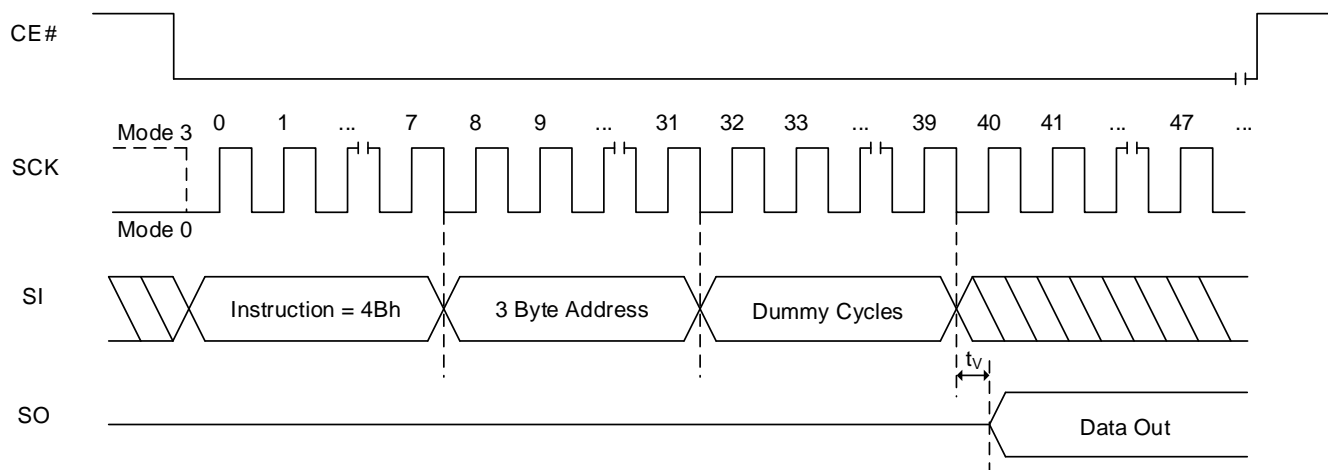 CE#
Mode 3
0 1 ... 7 8 9 ... 31 32 33 ... 39 40 41 ... 47 ...
SCK
Mode 0
SI
Instruction = 4Bh
3 Byte Address
Dummy Cycles
tV
SO
Data Out